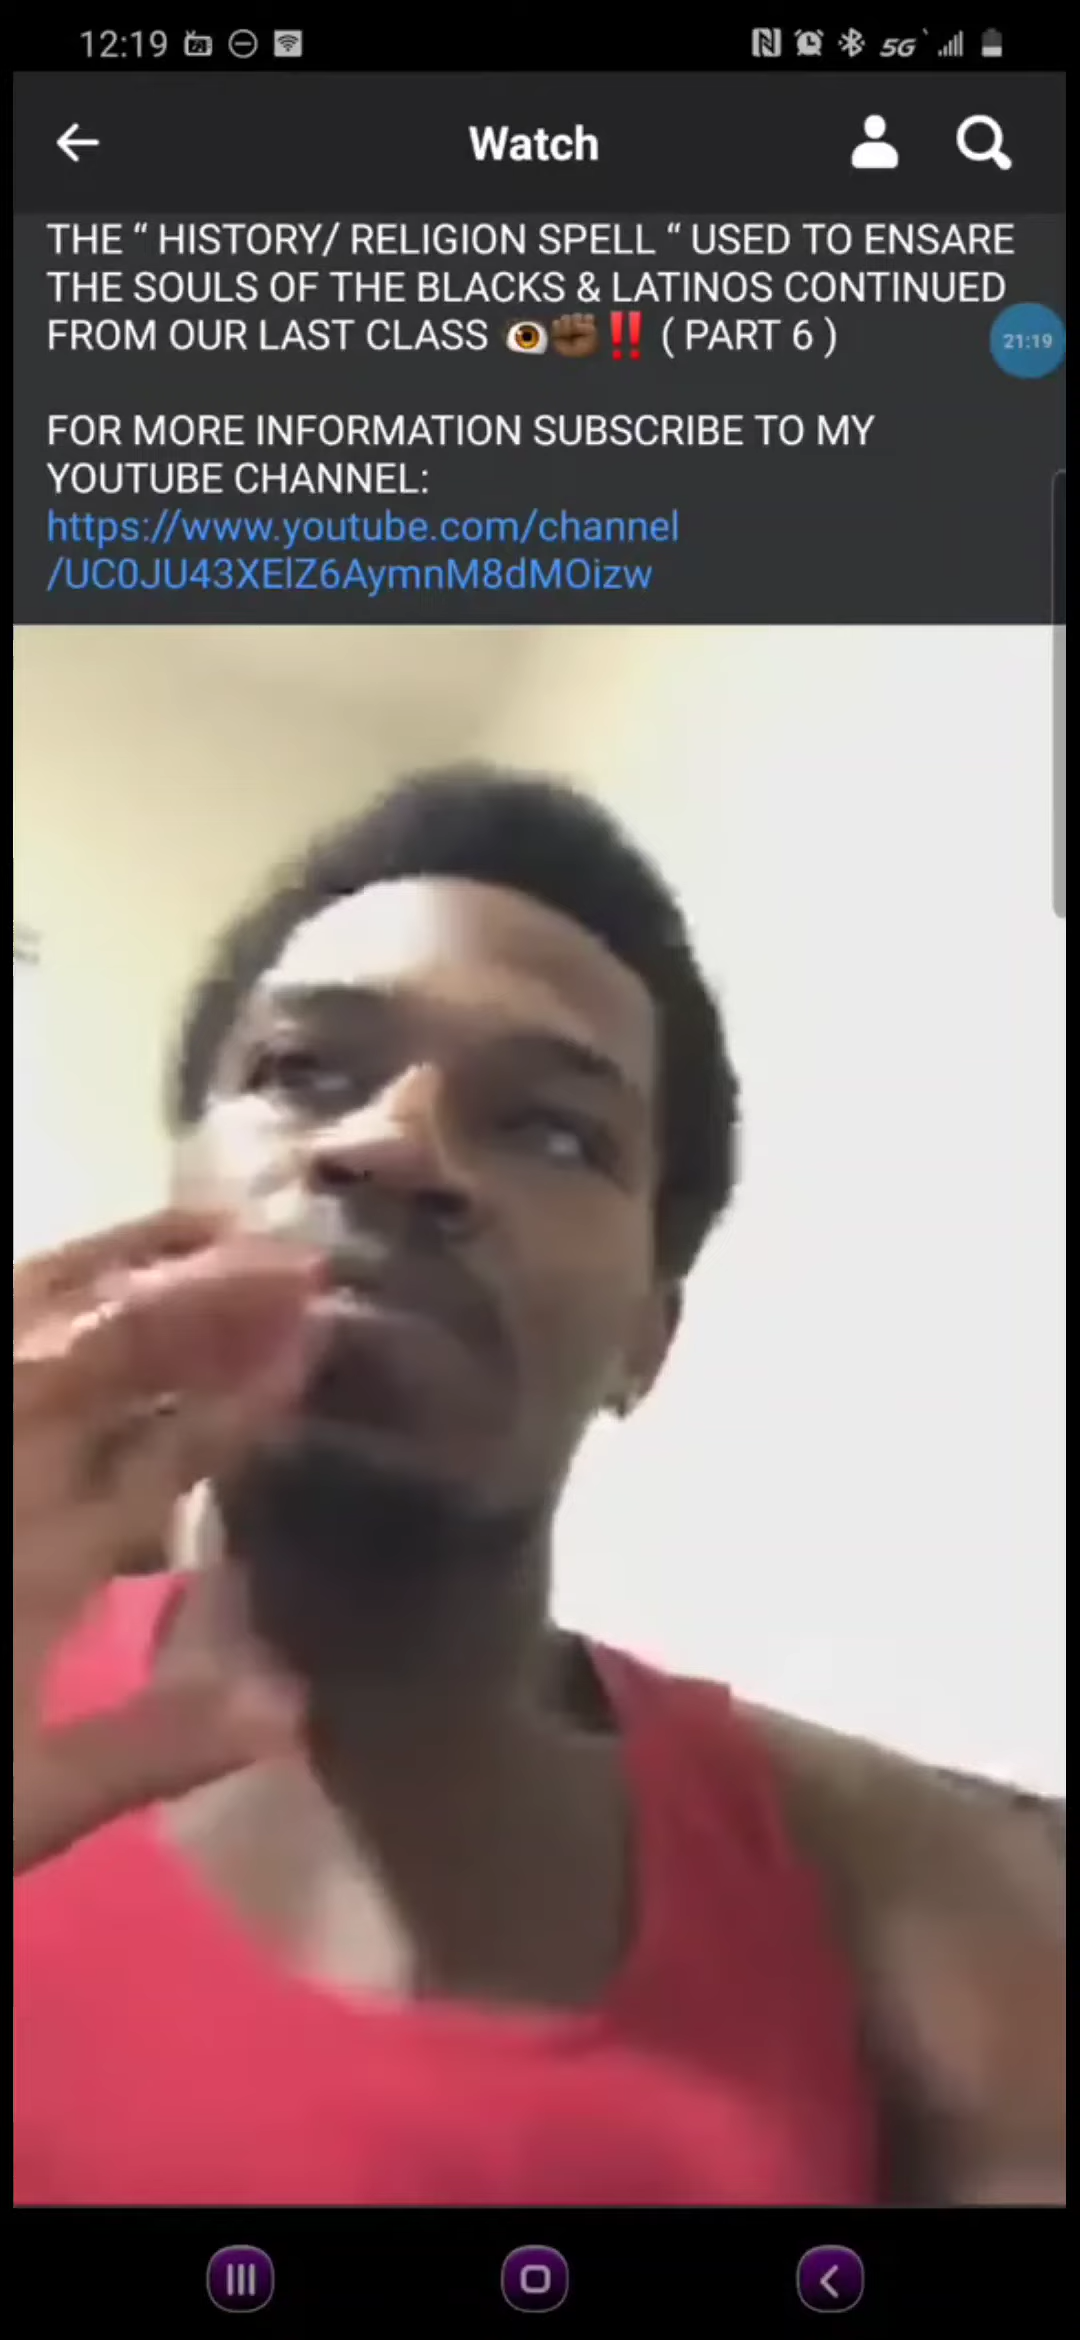 12:19
5G
Watch
THE “ HISTORY/ RELIGION SPELL “ USED TO ENSARE
THE SOULS OF THE BLACKS & LATINOS CONTINUED
FROM OUR LAST CLASS 👁️✊🏾‼️ ( PART 6 )
21:19
FOR MORE INFORMATION SUBSCRIBE TO MY
YOUTUBE CHANNEL:
https://www.youtube.com/channel
/UC0JU43XElZ6AymnM8dMOizw